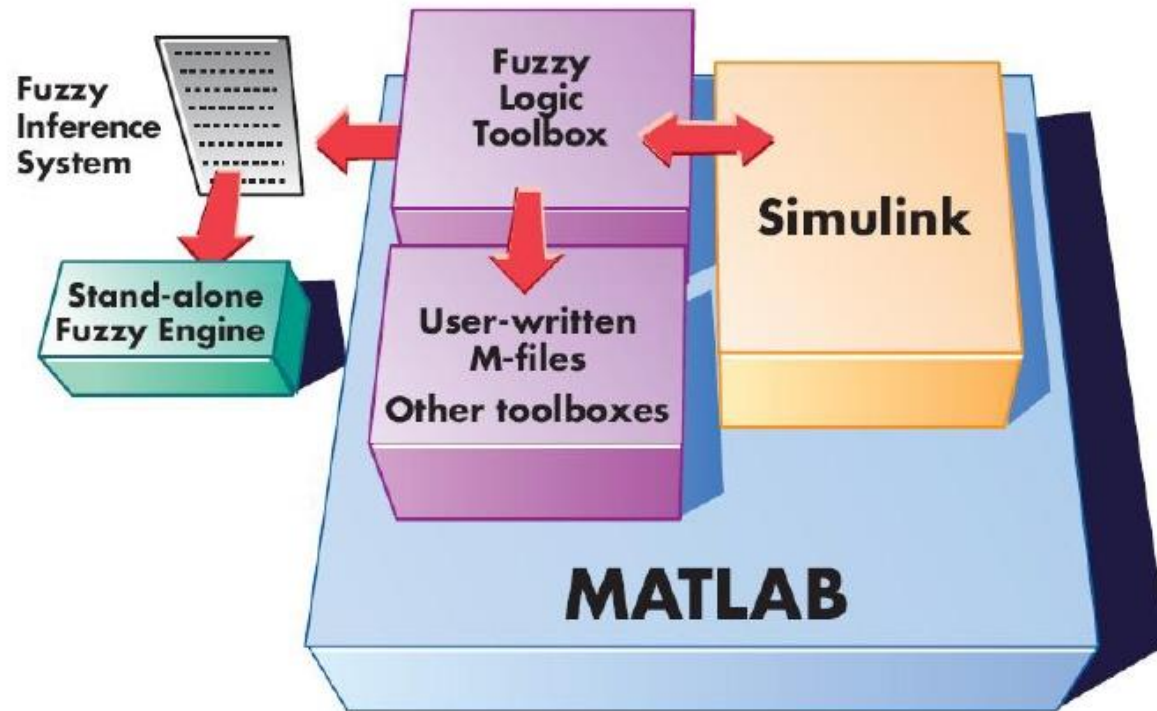 Fuzzy
Inference
System
Fuzzy
Logic
Toolbox
Simulink
Stand-alone
Fuzzy Engine
User-written
M-files
Other toolboxes
MATLAB